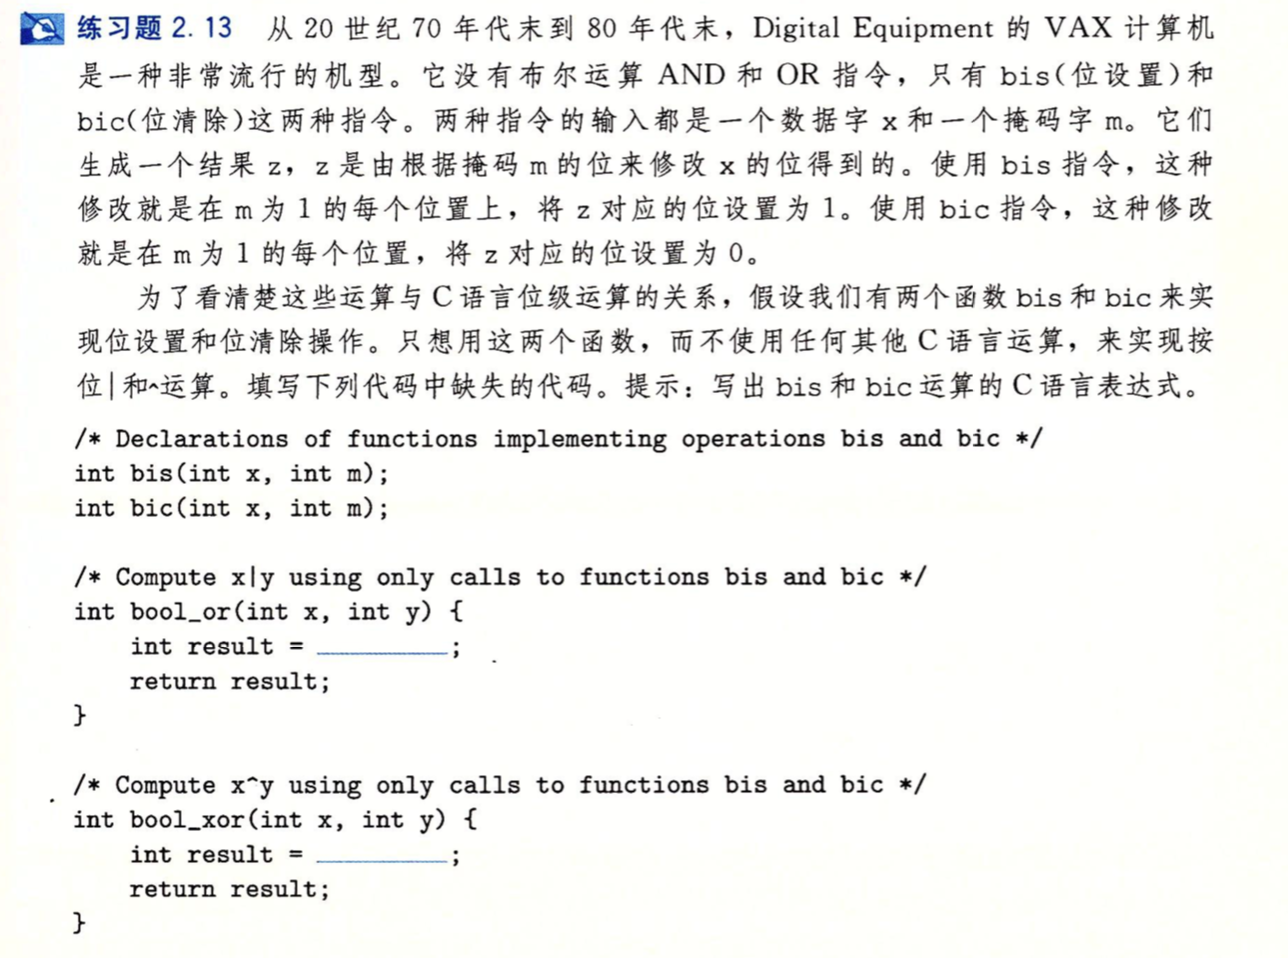 练习题 2.13 从 20 世纪 70 年代末到 80 年代末，Digital Equipment 的 VAX 计算机
是一种非常流行的机型。它没有布尔运算 AND 和 OR 指令，只有 bis(位设置)和
bic(位清除)这两种指令。两种指令的输入都是一个数据字 x 和一个掩码字 m。它们
生成一个结果 z，z 是由根据掩码 m 的位来修改 x 的位得到的。使用 bis 指令，这种
修改就是在 m 为 1 的每个位置上，将 z 对应的位设置为 1。使用 bic 指令，这种修改
就是在 m 为 1 的每个位置，将 z 对应的位设置为 0。
为了看清楚这些运算与 C 语言位级运算的关系，假设我们有两个函数 bis 和 bic 来实
现位设置和位清除操作。只想用这两个函数，而不使用任何其他 C 语言运算，来实现按
位|和^运算。填写下列代码中缺失的代码。提示：写出 bis 和 bic 运算的 C 语言表达式。
/* Declarations of functions implementing operations bis and bic */
int bis(int x, int m);
int bic(int x, int m);
/* Compute x|y using only calls to functions bis and bic */
int bool_or(int x, int y) {
int result = ________;
return result;
}
/* Compute x^y using only calls to functions bis and bic */
int bool_xor(int x, int y) {
int result = ________;
return result;
}